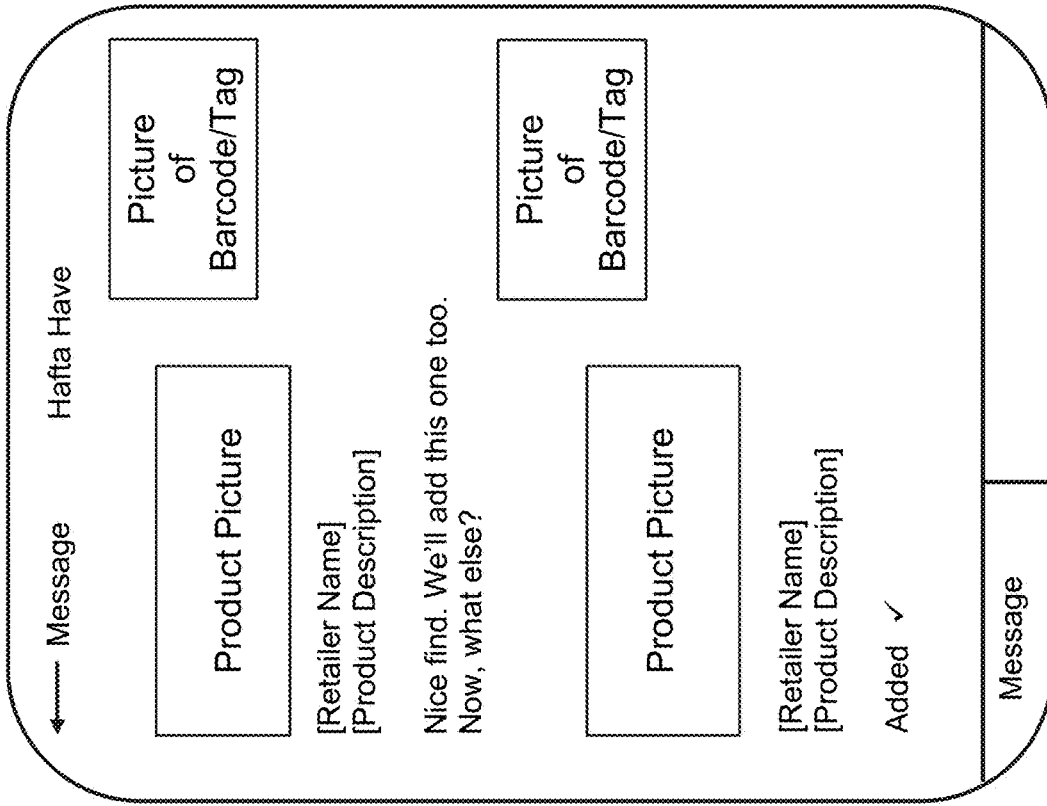 Message
Hafta Have
Picture
of
Barcode/Tag
Product Picture
[Retailer Name]
[Product Description]
Nice find. We'll add this one too.
Now, what else?
Picture
of
Barcode/Tag
Product Picture
[Retailer Name]
[Product Description]
Added ✓
Message